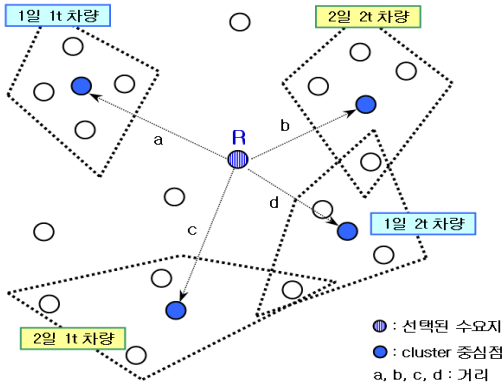 1일 1t 차량
2일 2t 차량
a
b
R
d
c
1일 2t 차량
2일 1t 차량
: 선택된 수요지
: cluster 중심점
a, b, c, d : 거리